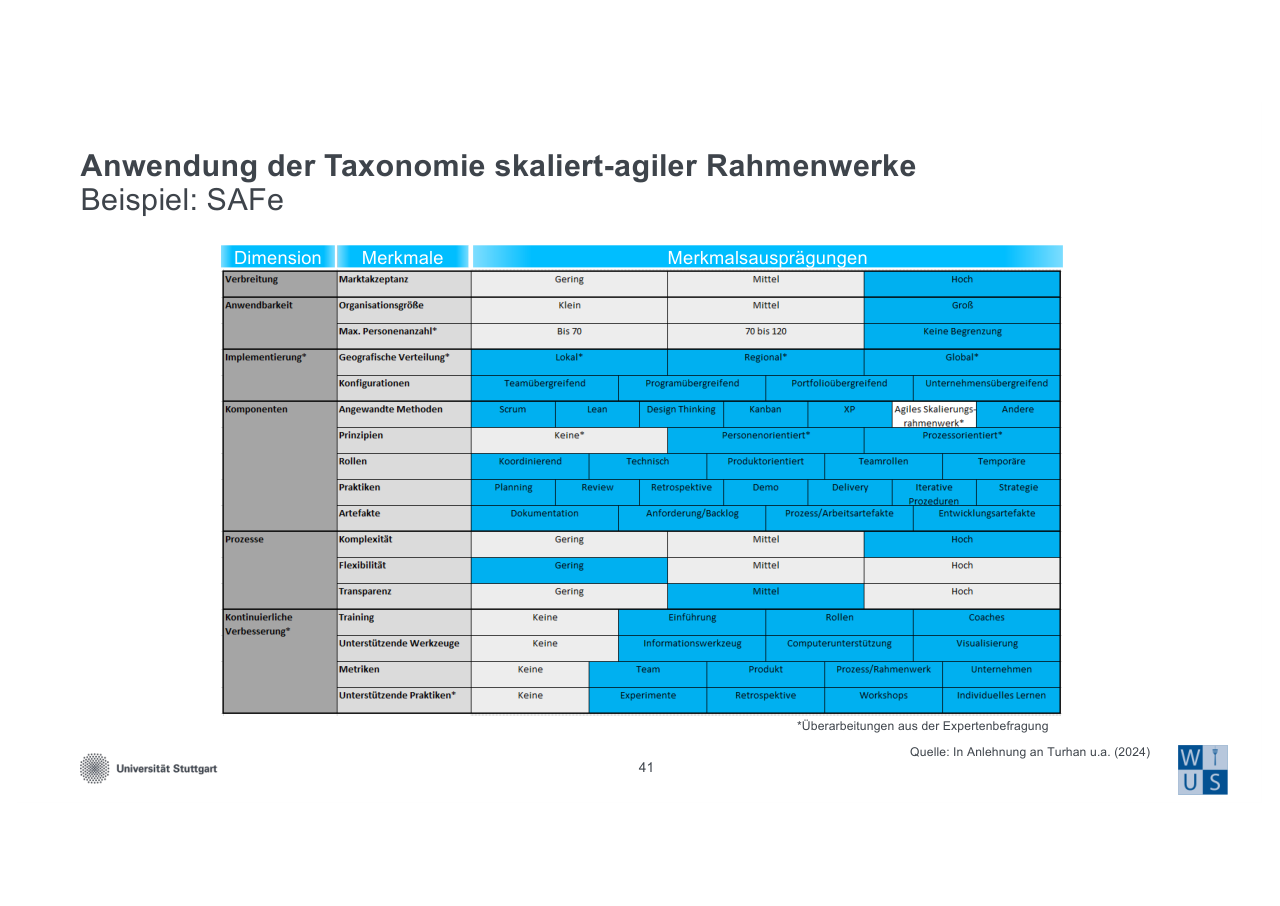 Anwendung der Taxonomie skaliert-agiler Rahmenwerke
Beispiel: SAFe
Dimension Merkmale Merkmalsausprägungen
Verbreitung Marktakzeptanz Gering Mittel Hoch
Anwendbarkeit Organisationsgröße Klein Mittel Groß
Max. Personenanzahl* Bis 70 70 bis 120 Keine Begrenzung
Implementierung* Geografische Verteilung* Lokal* Regional* Global*
Konfigurationen Teamübergreifend Programübergreifend Portfolioübergreifend Unternehmensübergreifend
Komponenten Angewandte Methoden Scrum Lean Design Thinking Kanban XP Agiles Skalierungs- Andere
rahmenwerk*
Prinzipien Keine* Personenorientiert* Prozessorientiert*
Rollen Koordinierend Technisch Produktorientiert Teamrollen Temporäre
Praktiken Planning Review Retrospektive Demo Delivery Iterative Strategie
Prozeduren
Artefakte Dokumentation Anforderung/Backlog Prozess/Arbeitsartefakte Entwicklungsartefakte
Prozesse Komplexität Gering Mittel Hoch
Flexibilität Gering Mittel Hoch
Transparenz Gering Mittel Hoch
Kontinuierliche Training Keine Einführung Rollen Coaches
Verbesserung*
Unterstützende Werkzeuge Keine Informationswerkzeug Computerunterstützung Visualisierung
Metriken Keine Team Produkt Prozess/Rahmenwerk Unternehmen
Unterstützende Praktiken* Keine Experimente Retrospektive Workshops Individuelles Lernen
*Überarbeitungen aus der Expertenbefragung
Quelle: In Anlehnung an Turhan u.a. (2024)
Universität Stuttgart
41
W
U S